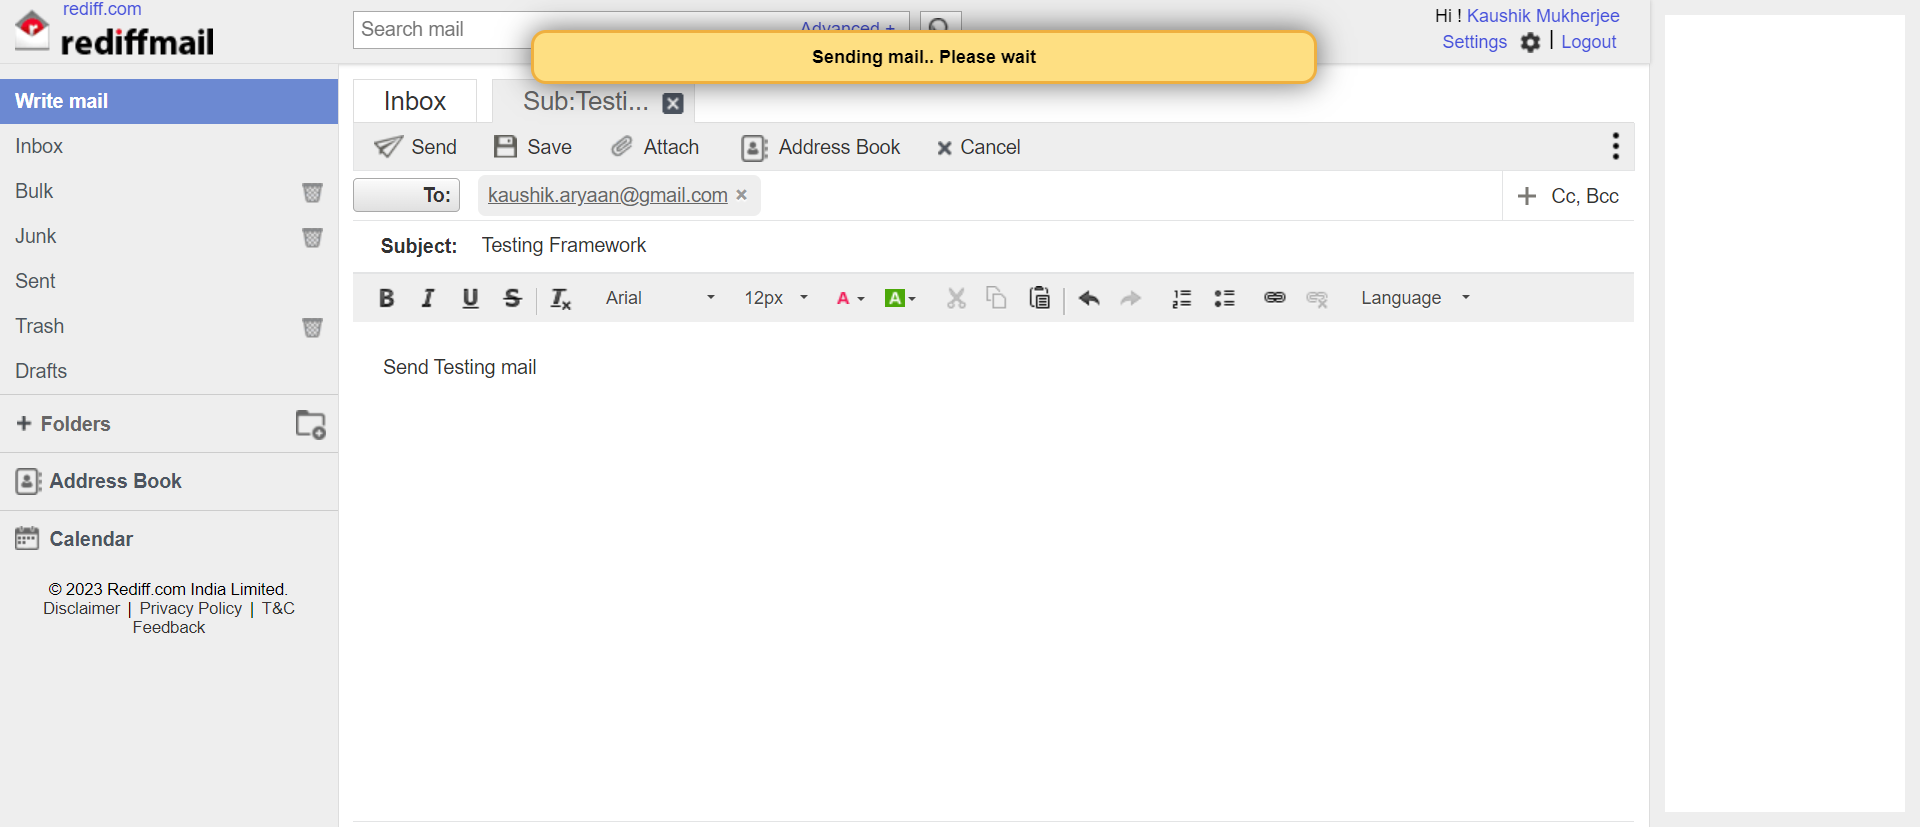 rediff.com
rediffmail
Search mail
Advanced +
Sending mail.. Please wait
Hi ! Kaushik Mukherjee
Settings | Logout
Write mail
Inbox
Bulk
Junk
Sent
Trash
Drafts
+ Folders
Address Book
Calendar
© 2023 Rediff.com India Limited.
Disclaimer | Privacy Policy | T&C
Feedback
Inbox
Sub:Testi...
Send Save Attach Address Book Cancel
To: kaushik.aryaan@gmail.com ×
+ Cc, Bcc
Subject: Testing Framework
B I U S Tx Arial 12px A A Language
Send Testing mail